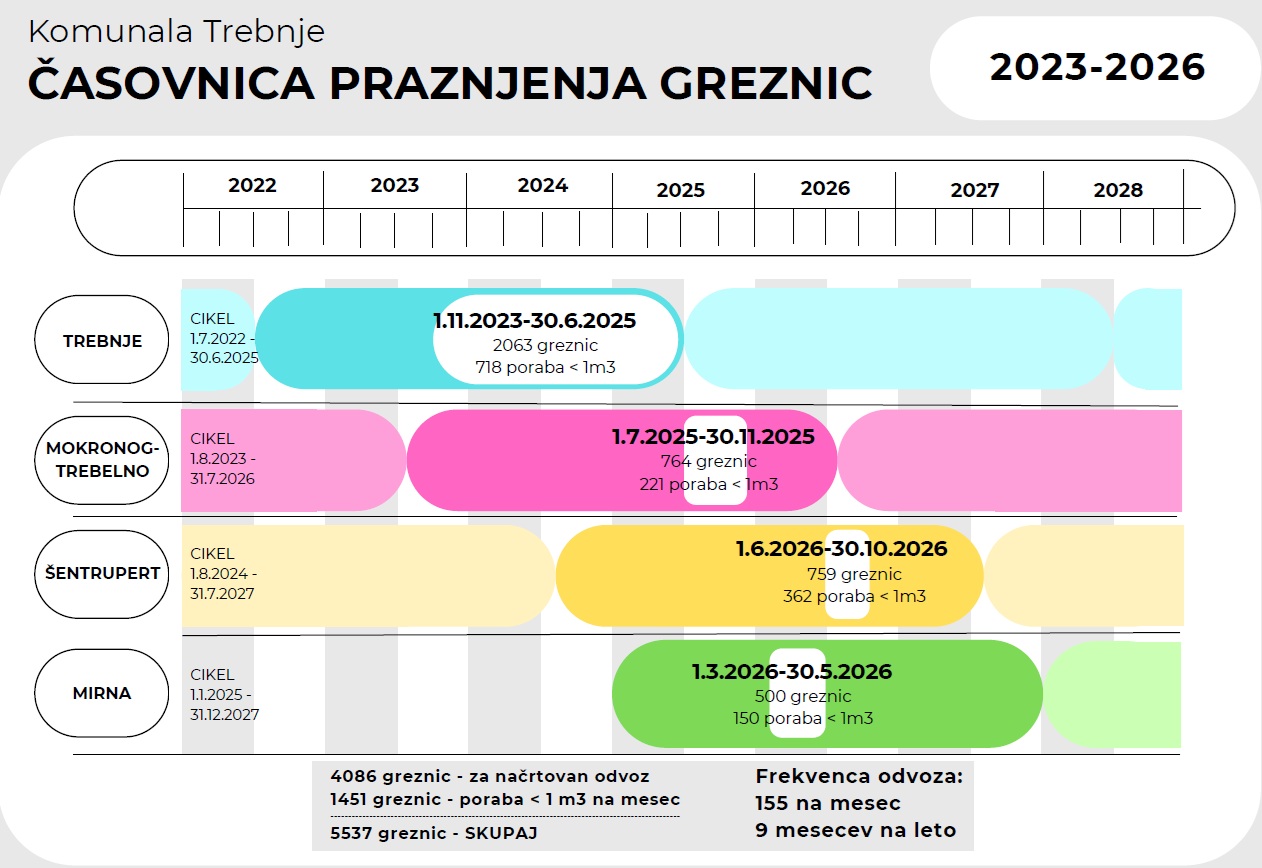 Komunala Trebnje
ČASOVNICA PRAZNJENJA GREZNIC
2023-2026
2022 2023 2024 2025 2026 2027 2028
TREBNJE
CIKEL
1.7.2022 -
30.6.2025
1.11.2023-30.6.2025
2063 greznic
718 poraba < 1m3
MOKRONOG-
TREBELNO
CIKEL
1.8.2023 -
31.7.2026
1.7.2025-30.11.2025
764 greznic
221 poraba < 1m3
ŠENTRUPERT
CIKEL
1.8.2024 -
31.7.2027
1.6.2026-30.10.2026
759 greznic
362 poraba < 1m3
MIRNA
CIKEL
1.1.2025 -
31.12.2027
1.3.2026-30.5.2026
500 greznic
150 poraba < 1m3
4086 greznic - za načrtovan odvoz
1451 greznic - poraba < 1 m3 na mesec
5537 greznic - SKUPAJ
Frekvenca odvoza:
155 na mesec
9 mesecev na leto